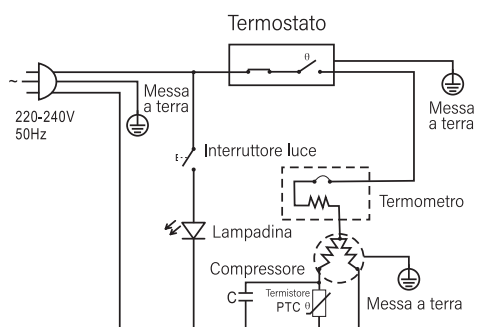 Termostato
θ
~
220-240V
50Hz
Messa
a terra
Messa
a terra
Interruttore luce
Termometro
Lampadina
Compressore
C
Termistore
PTC θ
Messa a terra